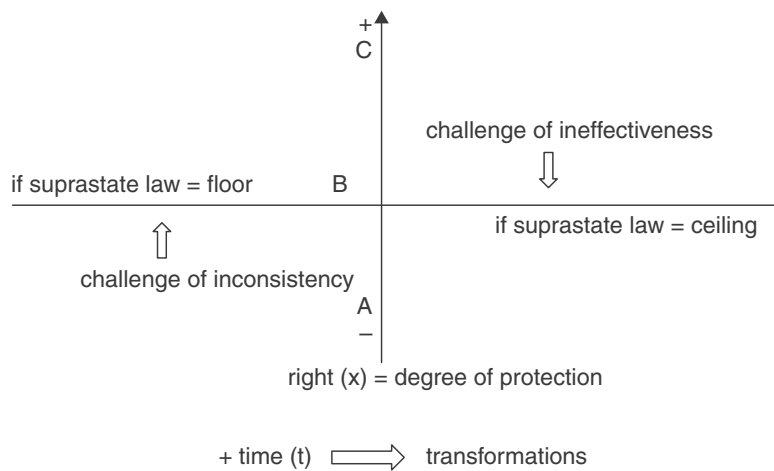 +
C
challenge of ineffectiveness
if suprastate law = floor B
if suprastate law = ceiling
challenge of inconsistency
A
–
right (x) = degree of protection
+ time (t) transformations